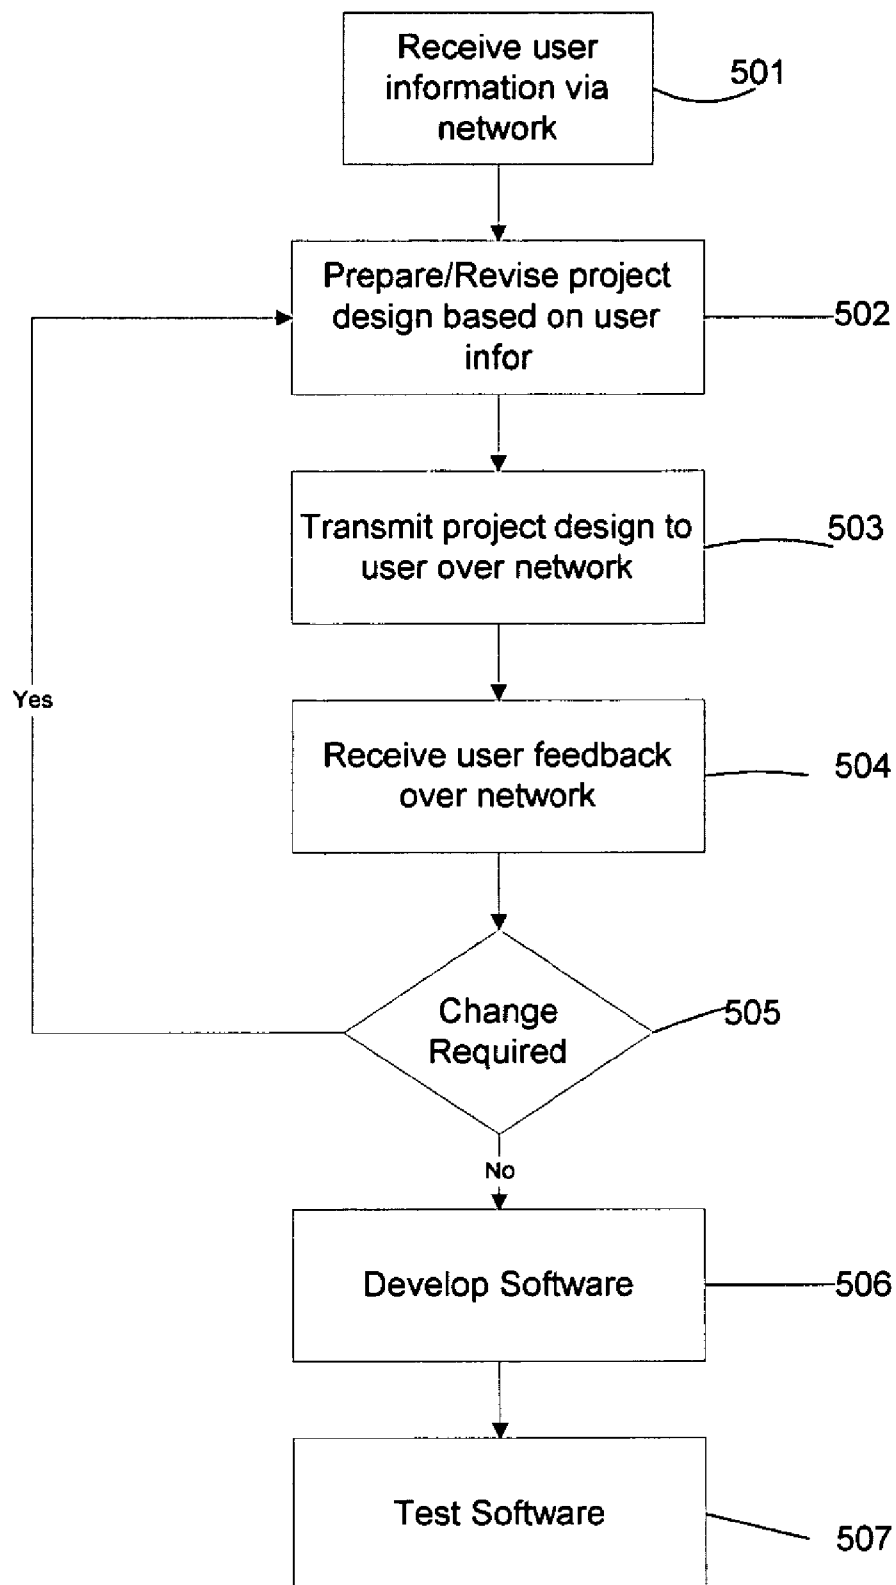 Receive user
information via
network
501
Prepare/Revise project
design based on user
infor
502
Transmit project design to
user over network
503
Yes
Receive user feedback
over network
504
Change
Required
505
No
Develop Software
506
Test Software
507